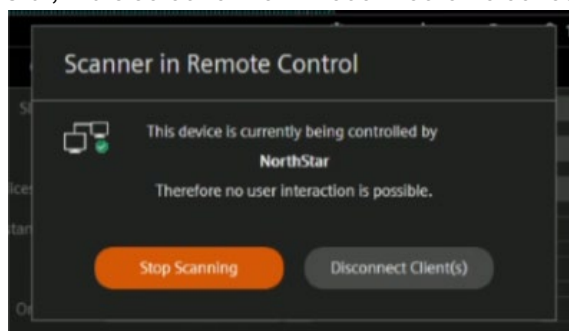 Scanner in Remote Control
This device is currently being controlled by
NorthStar
Therefore no user interaction is possible.
Stop Scanning
Disconnect Client(s)